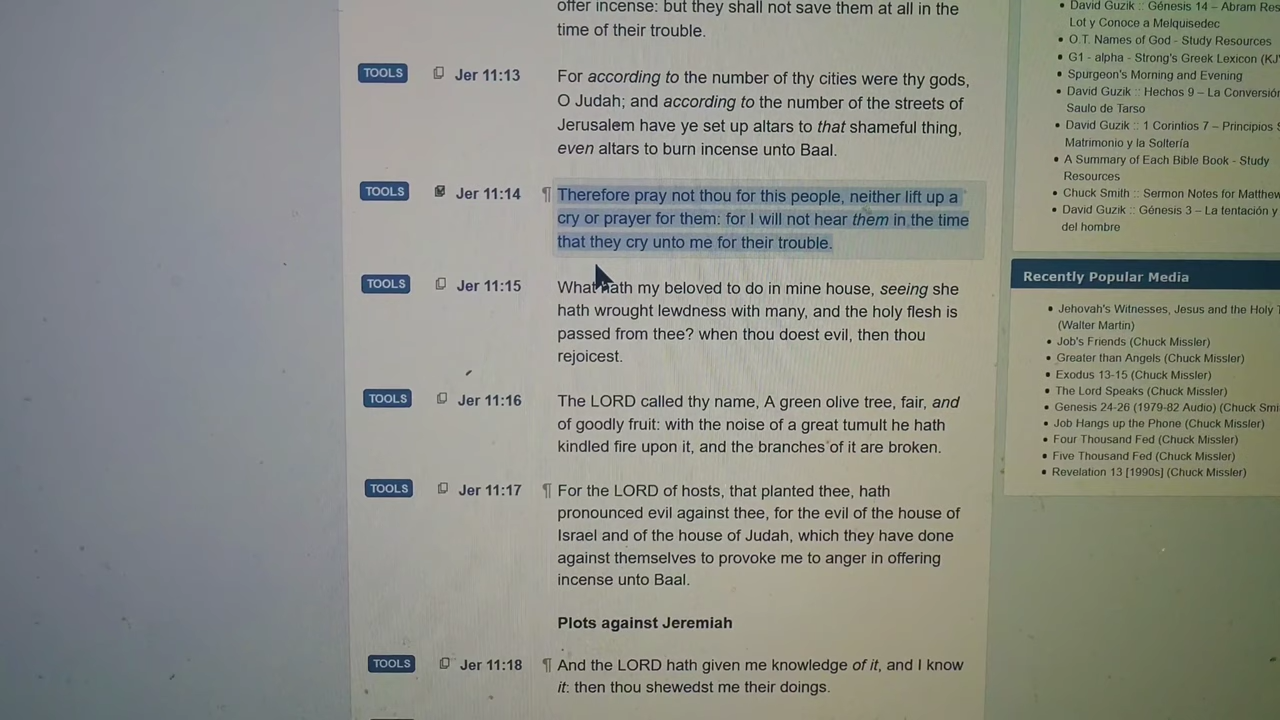 offer incense: but they shall not save them at all in the
time of their trouble.
TOOLS Jer 11:13 For according to the number of thy cities were thy gods,
O Judah; and according to the number of the streets of
Jerusalem have ye set up altars to that shameful thing,
even altars to burn incense unto Baal.
TOOLS Jer 11:14 ¶ Therefore pray not thou for this people, neither lift up a
cry or prayer for them: for I will not hear them in the time
that they cry unto me for their trouble.
TOOLS Jer 11:15 What hath my beloved to do in mine house, seeing she
hath wrought lewdness with many, and the holy flesh is
passed from thee? when thou doest evil, then thou
rejoicest.
TOOLS Jer 11:16 The LORD called thy name, A green olive tree, fair, and
of goodly fruit: with the noise of a great tumult he hath
kindled fire upon it, and the branches of it are broken.
TOOLS Jer 11:17 ¶ For the LORD of hosts, that planted thee, hath
pronounced evil against thee, for the evil of the house of
Israel and of the house of Judah, which they have done
against themselves to provoke me to anger in offering
incense unto Baal.
Plots against Jeremiah
TOOLS Jer 11:18 ¶ And the LORD hath given me knowledge of it, and I know
it: then thou shewedst me their doings.
David Guzik :: Génesis 14 – Abram
Lot y Conoce a Melquisedec
O.T. Names of God - Study Resources
G1 - alpha - Strong's Greek Lexicon
Spurgeon's Morning and Evening
David Guzik :: Hechos 9 – La
Saulo de Tarso
David Guzik :: 1 Corintios 7 – Principios
Matrimonio y la Soltería
A Summary of Each Bible Book - Study
Resources
Chuck Smith :: Sermon Notes for
David Guzik :: Génesis 3 – La tentación y
del hombre
Recently Popular Media
Jehovah's Witnesses, Jesus and the Holy
(Walter Martin)
Job's Friends (Chuck Missler)
Greater than Angels (Chuck Missler)
Exodus 13-15 (Chuck Missler)
The Lord Speaks (Chuck Missler)
Genesis 24-26 (1979-82 Audio) (Chuck
Job Hangs up the Phone (Chuck Missler)
Four Thousand Fed (Chuck Missler)
Five Thousand Fed (Chuck Missler)
Revelation 13 [1990s] (Chuck Missler)